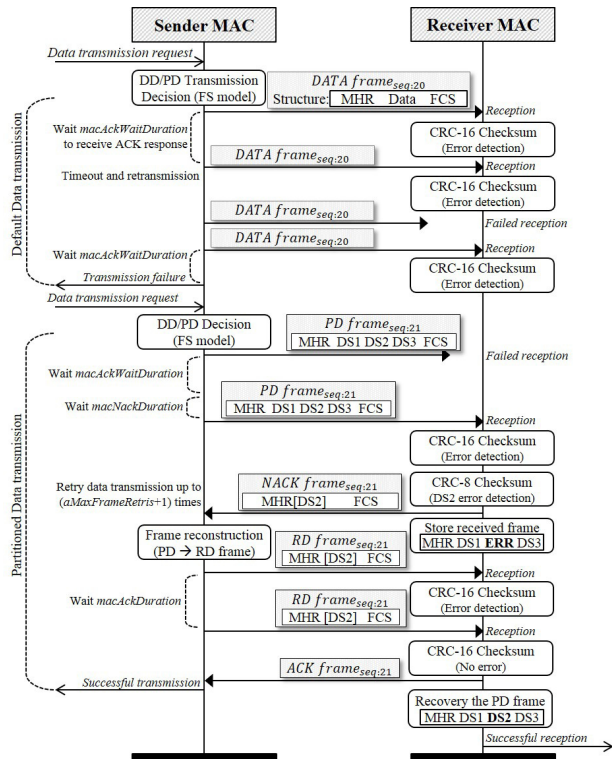 Sender MAC
Receiver MAC
Data transmission request
DD/PD Transmission
Decision (FS model)
DATA frame seq:20
Structure: MHR Data FCS
Reception
Wait macAckWaitDuration
to receive ACK response
CRC-16 Checksum
(Error detection)
DATA frame seq:20
Reception
Timeout and retransmission
CRC-16 Checksum
(Error detection)
DATA frame seq:20
Failed reception
DATA frame seq:20
Reception
Wait macAckWaitDuration
CRC-16 Checksum
(Error detection)
Transmission failure
Default Data transmission
Data transmission request
DD/PD Decision
(FS model)
PD frame seq:21
MHR DS1 DS2 DS3 FCS
Failed reception
Wait macAckWaitDuration
Wait macNackDuration
PD frame seq:21
MHR DS1 DS2 DS3 FCS
Reception
CRC-16 Checksum
(Error detection)
Retry data transmission up to
(aMaxFrameRetris+1) times
NACK frame seq:21
MHR[DS2] FCS
CRC-8 Checksum
(DS2 error detection)
Frame reconstruction
(PD → RD frame)
Store received frame
MHR DS1 ERR DS3
RD frame seq:21
MHR [DS2] FCS
Reception
Wait macAckDuration
CRC-16 Checksum
(Error detection)
RD frame seq:21
MHR [DS2] FCS
Reception
CRC-16 Checksum
(No error)
ACK frame seq:21
Successful transmission
Recovery the PD frame
MHR DS1 DS2 DS3
Successful reception
Partitioned Data transmission